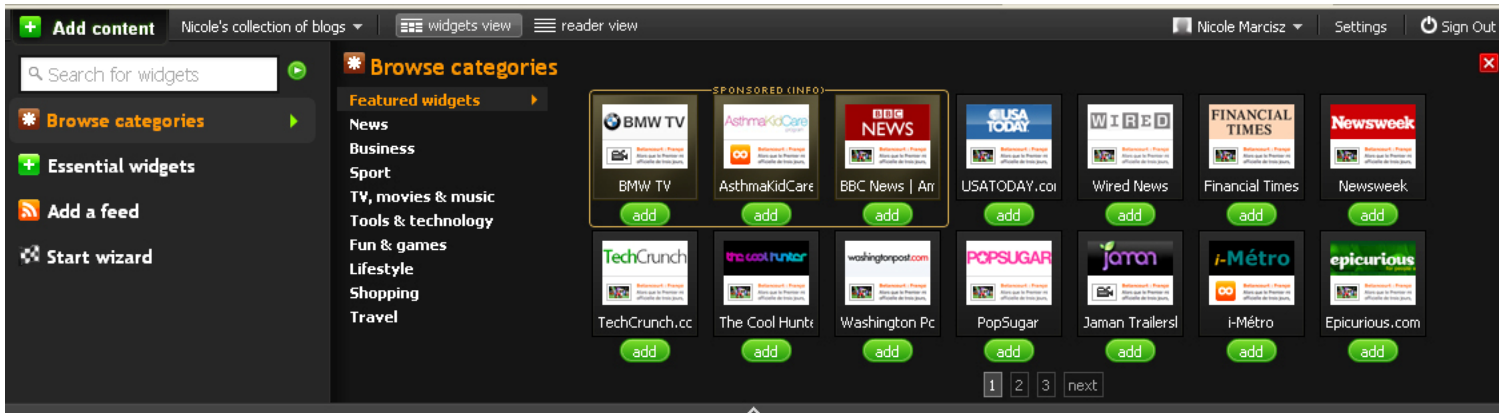 Add content Nicole's collection of blogs widgets view reader view Nicole Marcisz Settings Sign Out
Search for widgets
Browse categories
Essential widgets
Add a feed
Start wizard
Browse categories
Featured widgets
News
Business
Sport
TV, movies & music
Tools & technology
Fun & games
Lifestyle
Shopping
Travel
SPONSORED (INFO)
BMW TV AsthmaKidCare program BBC NEWS USA TODAY WIRED FINANCIAL TIMES Newsweek
BMW TV AsthmaKidCare BBC News | Am USATODAY.com Wired News Financial Times Newsweek
add add add add add add add
TechCrunch the cool hunter washingtonpost.com POPSUGAR jaman i-Métro epicurious
TechCrunch.cc The Cool Hunte Washington Pc PopSugar Jaman Trailersl i-Métro Epicurious.com
add add add add add add add
1 2 3 next